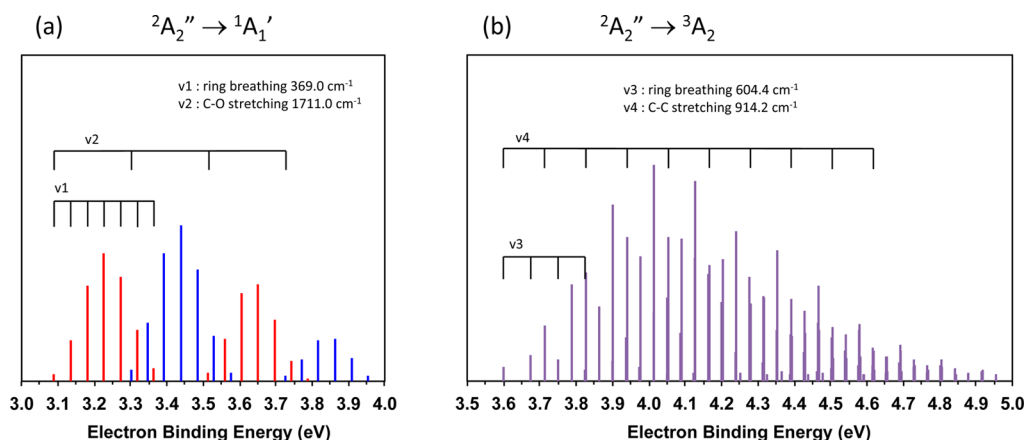 (a) ²A₂″ → ¹A₁′
v1 : ring breathing 369.0 cm⁻¹
v2 : C-O stretching 1711.0 cm⁻¹
v2
v1
3.0 3.1 3.2 3.3 3.4 3.5 3.6 3.7 3.8 3.9 4.0
Electron Binding Energy (eV)
(b) ²A₂″ → ³A₂
v3 : ring breathing 604.4 cm⁻¹
v4 : C-C stretching 914.2 cm⁻¹
v4
v3
3.5 3.6 3.7 3.8 3.9 4.0 4.1 4.2 4.3 4.4 4.5 4.6 4.7 4.8 4.9 5.0
Electron Binding Energy (eV)